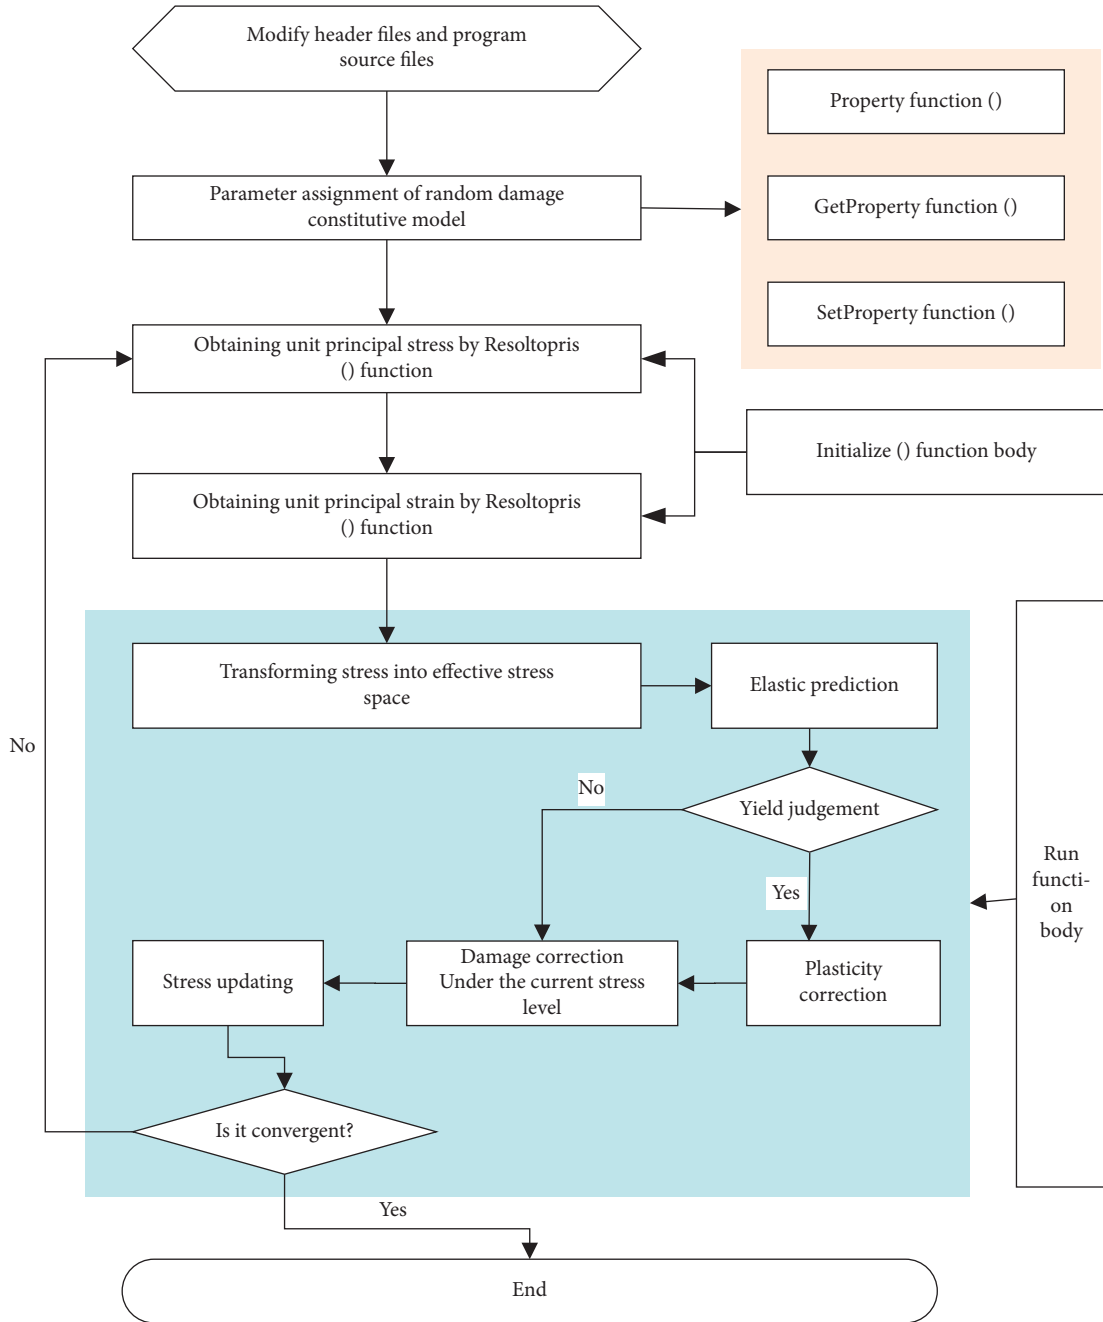 Modify header files and program
source files
Property function ()
Parameter assignment of random damage
constitutive model
GetProperty function ()
SetProperty function ()
Obtaining unit principal stress by Resoltopris
() function
Initialize () function body
Obtaining unit principal strain by Resoltopris
() function
Transforming stress into effective stress
space
Elastic prediction
No
No
Yield judgement
Yes
Run
functi-
on
body
Stress updating
Damage correction
Under the current stress
level
Plasticity
correction
Is it convergent?
Yes
End